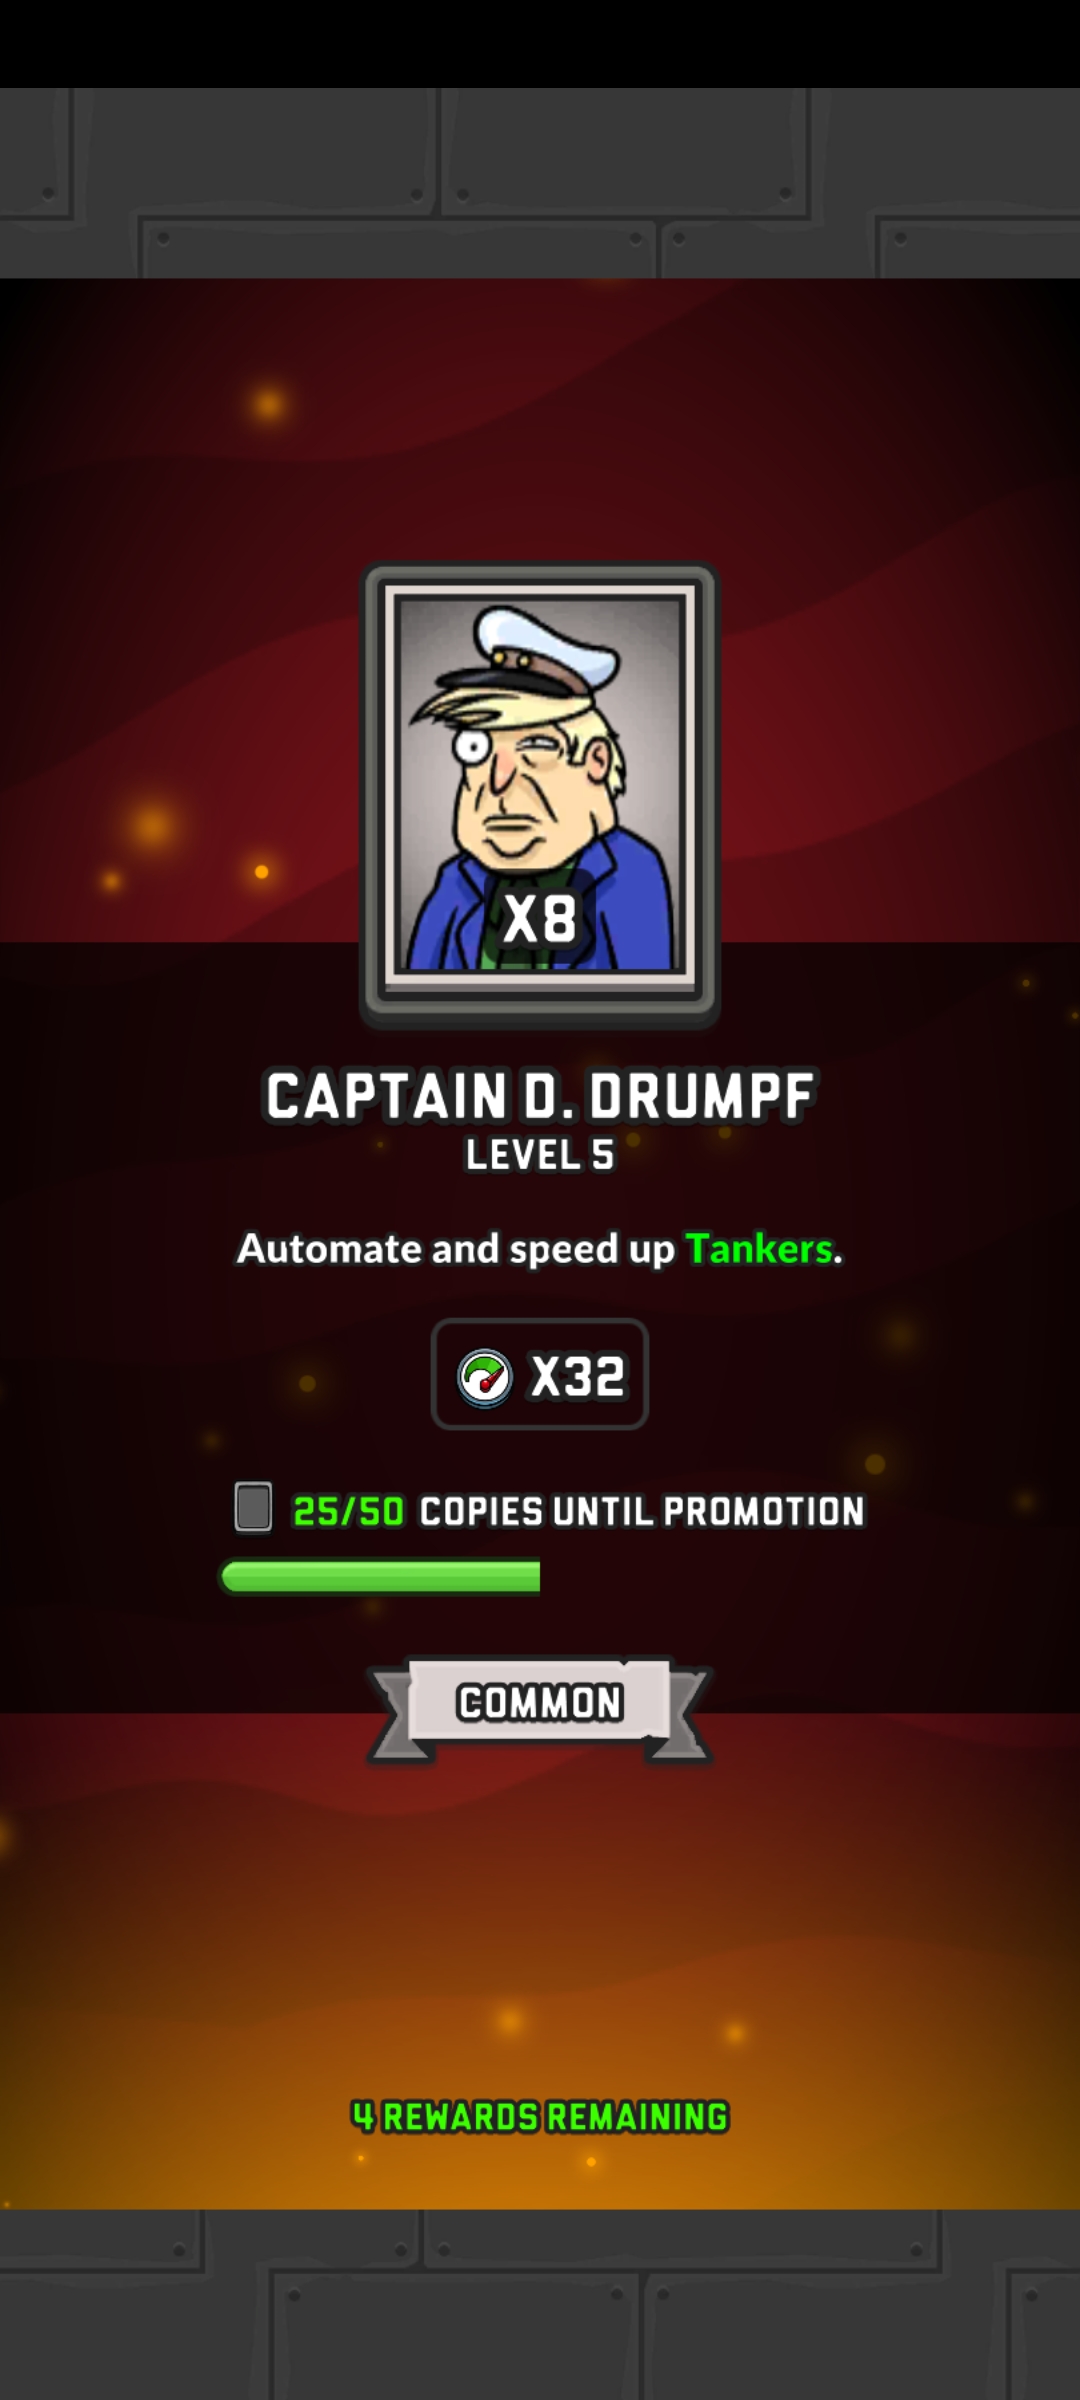 X8
CAPTAIN D. DRUMPF
LEVEL 5
Automate and speed up Tankers.
X32
25/50 COPIES UNTIL PROMOTION
COMMON
4 REWARDS REMAINING